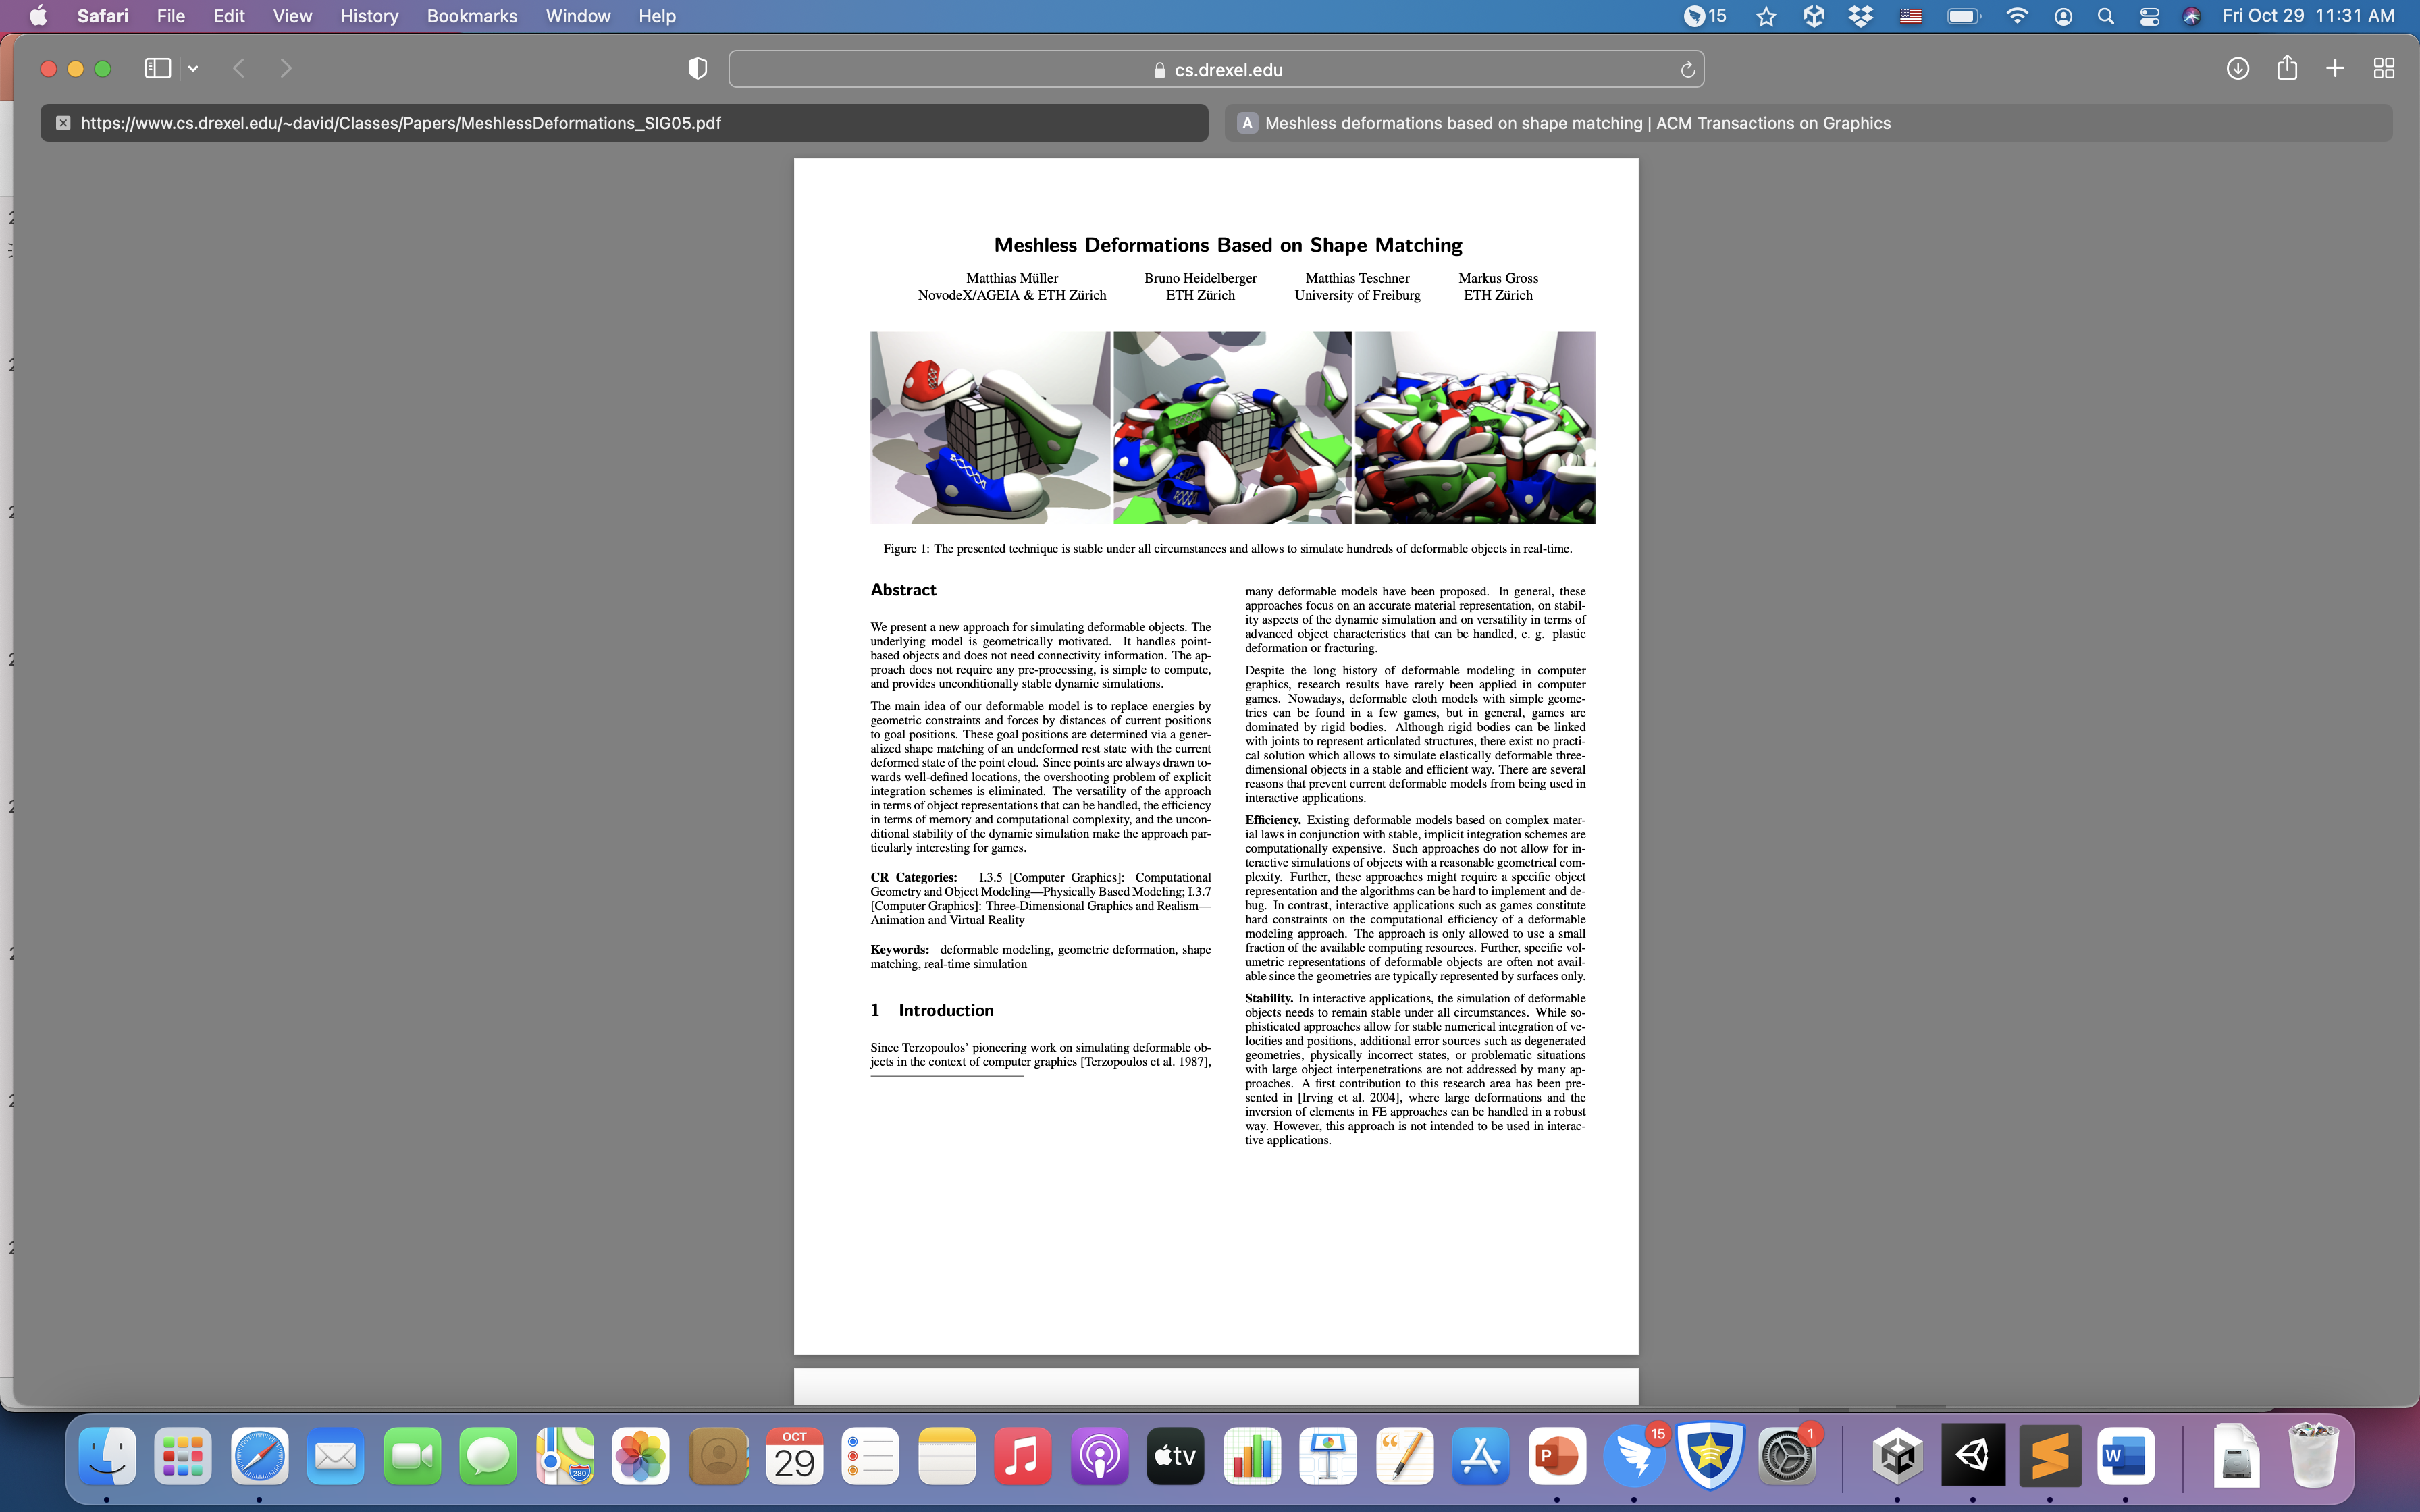 Safari File Edit View History Bookmarks Window Help 15 Fri Oct 29 11:31 AM
cs.drexel.edu
https://www.cs.drexel.edu/~david/Classes/Papers/MeshlessDeformations_SIG05.pdf
A Meshless deformations based on shape matching | ACM Transactions on Graphics
Meshless Deformations Based on Shape Matching
Matthias Müller Bruno Heidelberger Matthias Teschner Markus Gross
NovodeX/AGEIA & ETH Zürich ETH Zürich University of Freiburg ETH Zürich
Figure 1: The presented technique is stable under all circumstances and allows to simulate hundreds of deformable objects in real-time.
Abstract
We present a new approach for simulating deformable objects. The
underlying model is geometrically motivated. It handles point-
based objects and does not need connectivity information. The ap-
proach does not require any pre-processing, is simple to compute,
and provides unconditionally stable dynamic simulations.
The main idea of our deformable model is to replace energies by
geometric constraints and forces by distances of current positions
to goal positions. These goal positions are determined via a gener-
alized shape matching of an undeformed rest state with the current
deformed state of the point cloud. Since points are always drawn to-
wards well-defined locations, the overshooting problem of explicit
integration schemes is eliminated. The versatility of the approach
in terms of object representations that can be handled, the efficiency
in terms of memory and computational complexity, and the uncon-
ditional stability of the dynamic simulation make the approach par-
ticularly interesting for games.
CR Categories: I.3.5 [Computer Graphics]: Computational
Geometry and Object Modeling—Physically Based Modeling; I.3.7
[Computer Graphics]: Three-Dimensional Graphics and Realism—
Animation and Virtual Reality
Keywords: deformable modeling, geometric deformation, shape
matching, real-time simulation
1 Introduction
Since Terzopoulos' pioneering work on simulating deformable ob-
jects in the context of computer graphics [Terzopoulos et al. 1987],
many deformable models have been proposed. In general, these
approaches focus on an accurate material representation, on stabil-
ity aspects of the dynamic simulation and on versatility in terms of
advanced object characteristics that can be handled, e. g. plastic
deformation or fracturing.
Despite the long history of deformable modeling in computer
graphics, research results have rarely been applied in computer
games. Nowadays, deformable cloth models with simple geome-
tries can be found in a few games, but in general, games are
dominated by rigid bodies. Although rigid bodies can be linked
with joints to represent articulated structures, there exist no practi-
cal solution which allows to simulate elastically deformable three-
dimensional objects in a stable and efficient way. There are several
reasons that prevent current deformable models from being used in
interactive applications.
Efficiency. Existing deformable models based on complex mater-
ial laws in conjunction with stable, implicit integration schemes are
computationally expensive. Such approaches do not allow for in-
teractive simulations of objects with a reasonable geometrical com-
plexity. Further, these approaches might require a specific object
representation and the algorithms can be hard to implement and de-
bug. In contrast, interactive applications such as games constitute
hard constraints on the computational efficiency of a deformable
modeling approach. The approach is only allowed to use a small
fraction of the available computing resources. Further, specific vol-
umetric representations of deformable objects are often not avail-
able since the geometries are typically represented by surfaces only.
Stability. In interactive applications, the simulation of deformable
objects needs to remain stable under all circumstances. While so-
phisticated approaches allow for stable numerical integration of ve-
locities and positions, additional error sources such as degenerated
geometries, physically incorrect states, or problematic situations
with large object interpenetrations are not addressed by many ap-
proaches. A first contribution to this research area has been pre-
sented in [Irving et al. 2004], where large deformations and the
inversion of elements in FE approaches can be handled in a robust
way. However, this approach is not intended to be used in interac-
tive applications.
280
OCT
29
tv
P
15
1
W